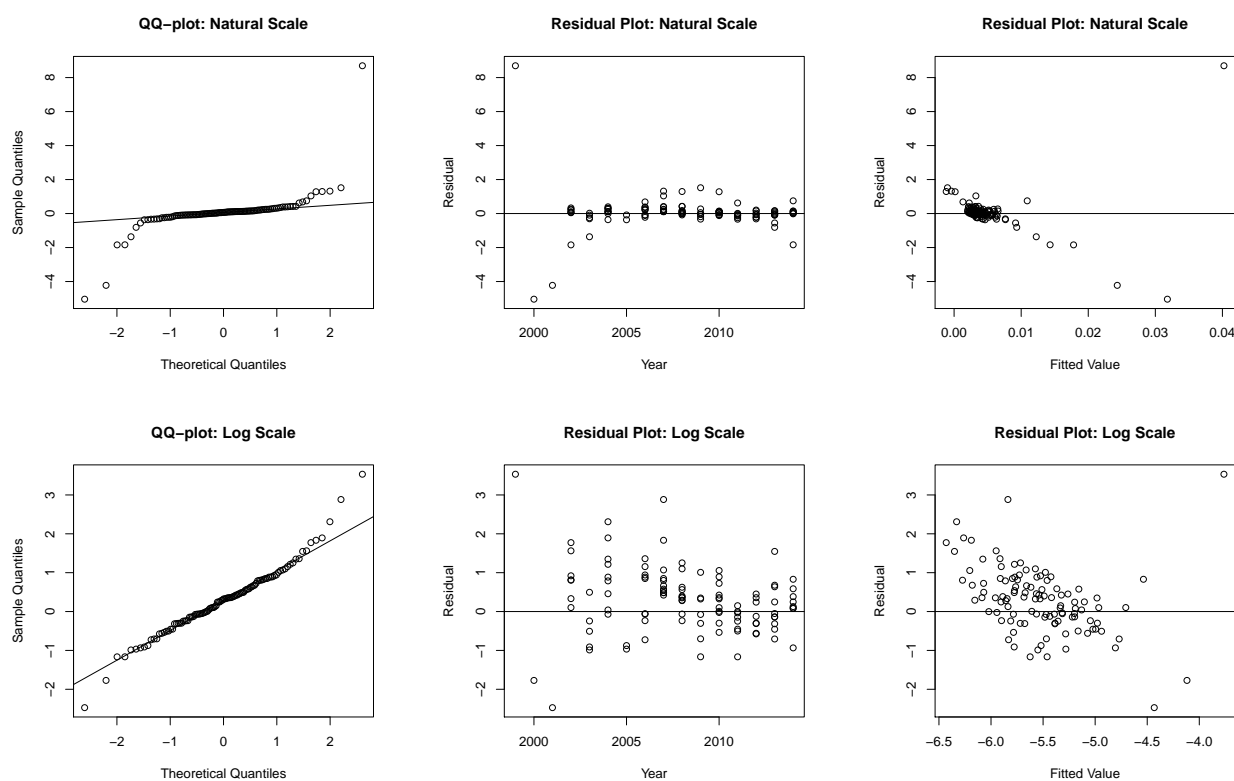 QQ−plot: Natural Scale
Sample Quantiles
8
6
4
2
0
−2
−4
−2 −1 0 1 2
Theoretical Quantiles
Residual Plot: Natural Scale
Residual
8
6
4
2
0
−2
−4
2000 2005 2010
Year
Residual Plot: Natural Scale
Residual
8
6
4
2
0
−2
−4
0.00 0.01 0.02 0.03 0.04
Fitted Value
QQ−plot: Log Scale
Sample Quantiles
3
2
1
0
−1
−2
−2 −1 0 1 2
Theoretical Quantiles
Residual Plot: Log Scale
Residual
3
2
1
0
−1
−2
2000 2005 2010
Year
Residual Plot: Log Scale
Residual
3
2
1
0
−1
−2
−6.5 −6.0 −5.5 −5.0 −4.5 −4.0
Fitted Value